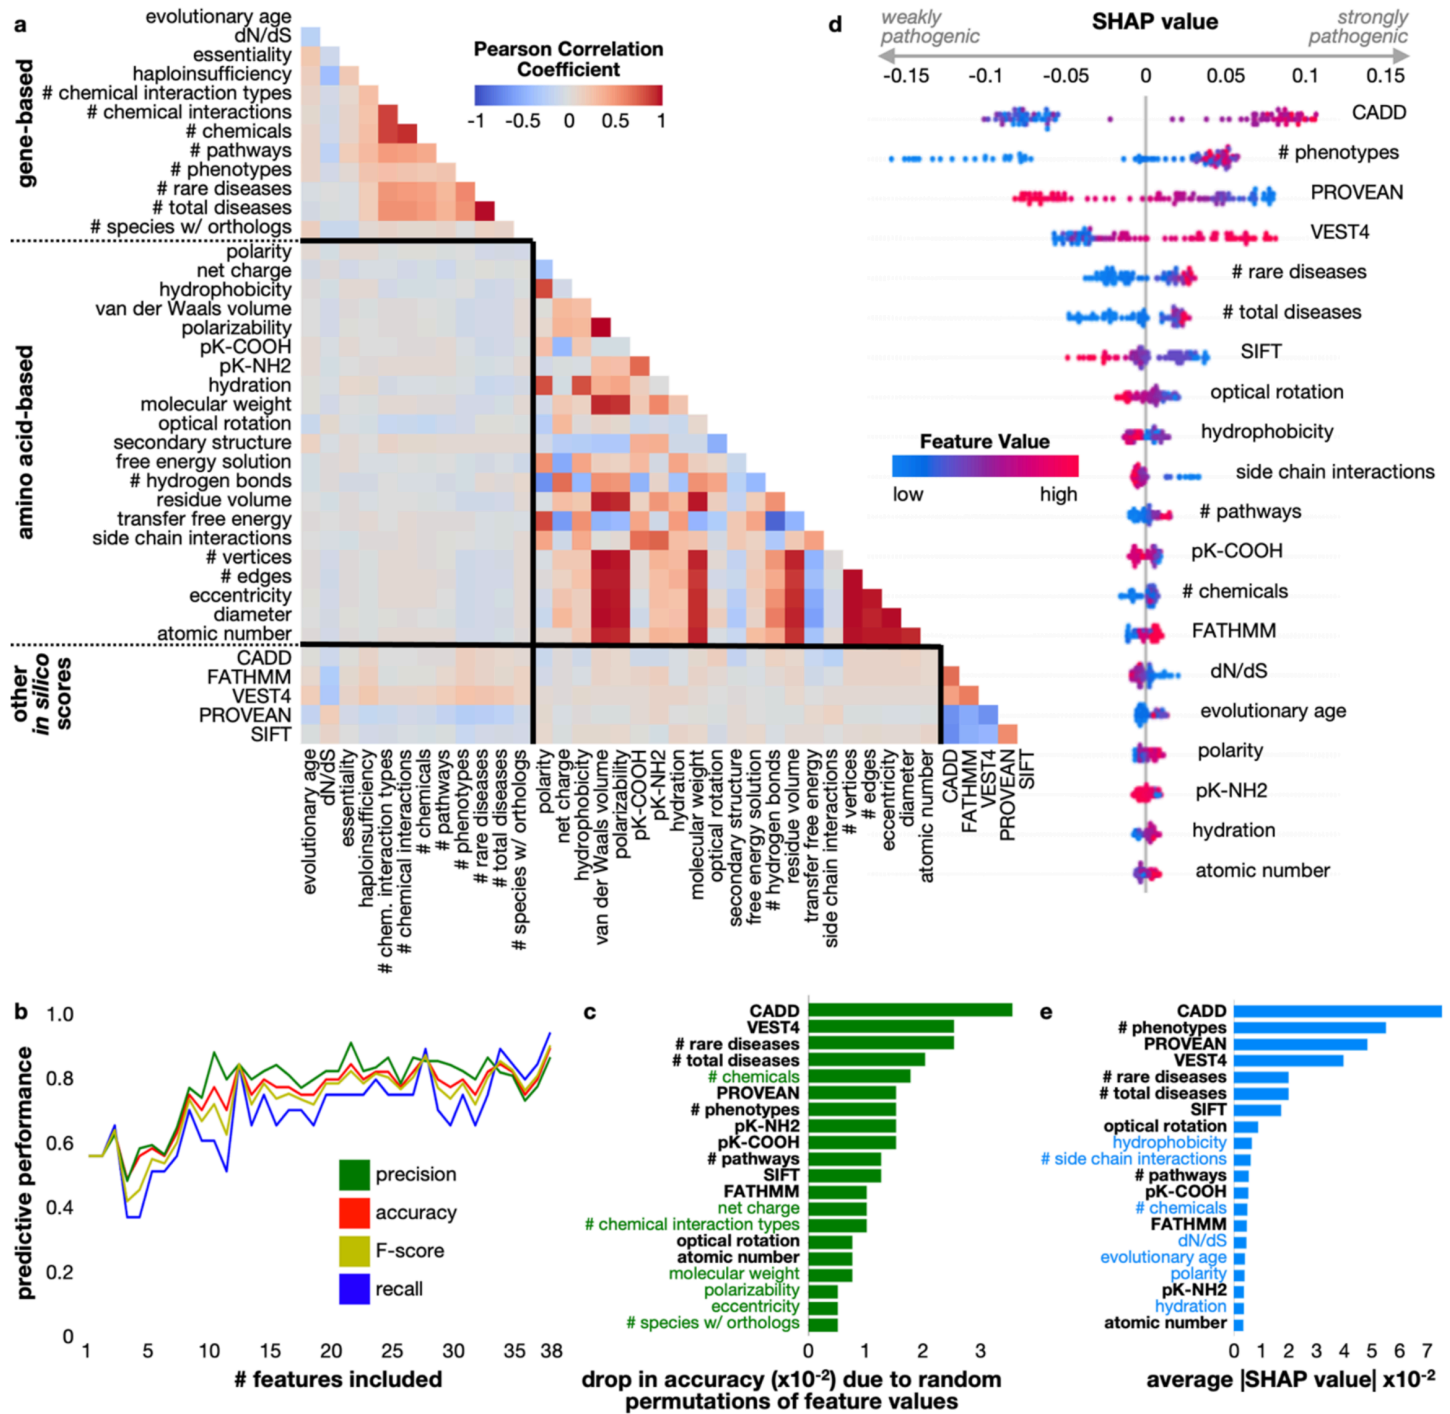 a
gene-based
evolutionary age
dN/dS
essentiality
haploinsufficiency
# chemical interaction types
# chemical interactions
# chemicals
# pathways
# phenotypes
# rare diseases
# total diseases
# species w/ orthologs
amino acid-based
polarity
net charge
hydrophobicity
van der Waals volume
polarizability
pK-COOH
pK-NH2
hydration
molecular weight
optical rotation
secondary structure
free energy solution
# hydrogen bonds
residue volume
transfer free energy
side chain interactions
# vertices
# edges
eccentricity
diameter
atomic number
other
in silico
scores
CADD
FATHMM
VEST4
PROVEAN
SIFT
Pearson Correlation
Coefficient
-1 -0.5 0 0.5 1
evolutionary age
dN/dS
essentiality
haploinsufficiency
# chem. interaction types
# chemical interactions
# chemicals
# pathways
# phenotypes
# rare diseases
# total diseases
# species w/ orthologs
polarity
net charge
hydrophobicity
van der Waals volume
polarizability
pK-COOH
pK-NH2
hydration
molecular weight
optical rotation
secondary structure
free energy solution
# hydrogen bonds
residue volume
transfer free energy
side chain interactions
# vertices
# edges
eccentricity
diameter
atomic number
CADD
FATHMM
VEST4
PROVEAN
SIFT
d
weakly
pathogenic
SHAP value
strongly
pathogenic
-0.15 -0.1 -0.05 0 0.05 0.1 0.15
CADD
# phenotypes
PROVEAN
VEST4
# rare diseases
# total diseases
SIFT
optical rotation
hydrophobicity
side chain interactions
# pathways
pK-COOH
# chemicals
FATHMM
dN/dS
evolutionary age
polarity
pK-NH2
hydration
atomic number
Feature Value
low high
b
predictive performance
1.0
0.8
0.6
0.4
0.2
0
precision
accuracy
F-score
recall
1 5 10 15 20 25 30 35 38
# features included
c
CADD
VEST4
# rare diseases
# total diseases
# chemicals
PROVEAN
# phenotypes
pK-NH2
pK-COOH
# pathways
SIFT
FATHMM
net charge
# chemical interaction types
optical rotation
atomic number
molecular weight
polarizability
eccentricity
# species w/ orthologs
0 1 2 3
drop in accuracy (x10⁻²) due to random
permutations of feature values
e
CADD
# phenotypes
PROVEAN
VEST4
# rare diseases
# total diseases
SIFT
optical rotation
hydrophobicity
# side chain interactions
# pathways
pK-COOH
# chemicals
FATHMM
dN/dS
evolutionary age
polarity
pK-NH2
hydration
atomic number
0 1 2 3 4 5 6 7
average |SHAP value| x10⁻²